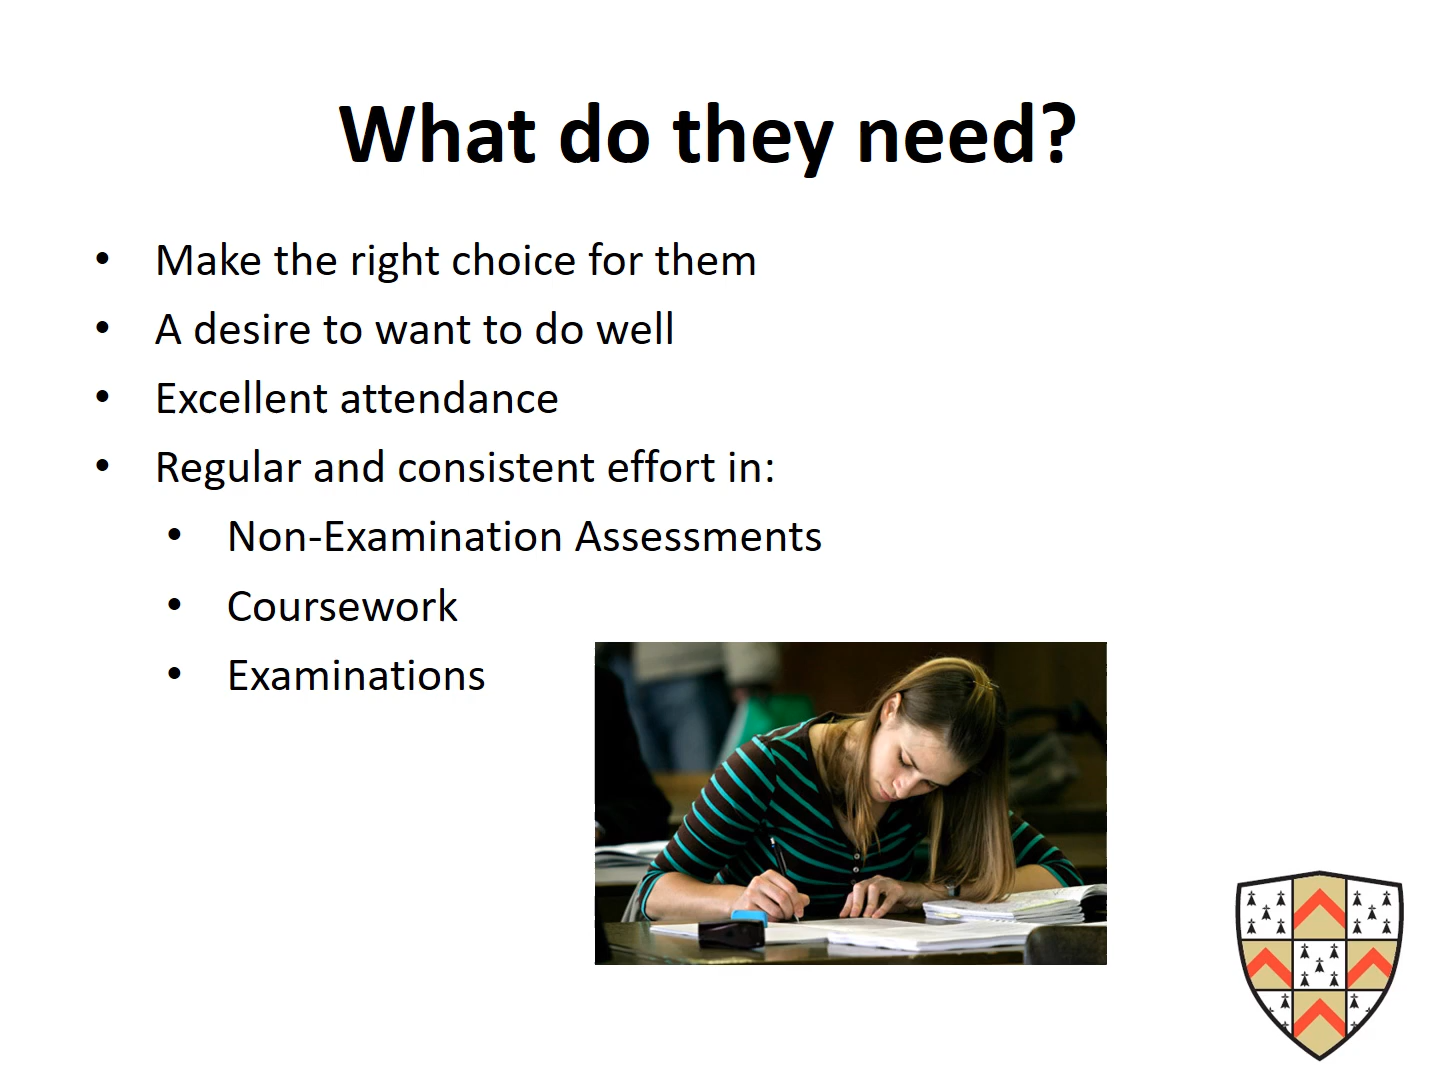 What do they need?
• Make the right choice for them
• A desire to want to do well
• Excellent attendance
• Regular and consistent effort in:
• Non-Examination Assessments
• Coursework
• Examinations